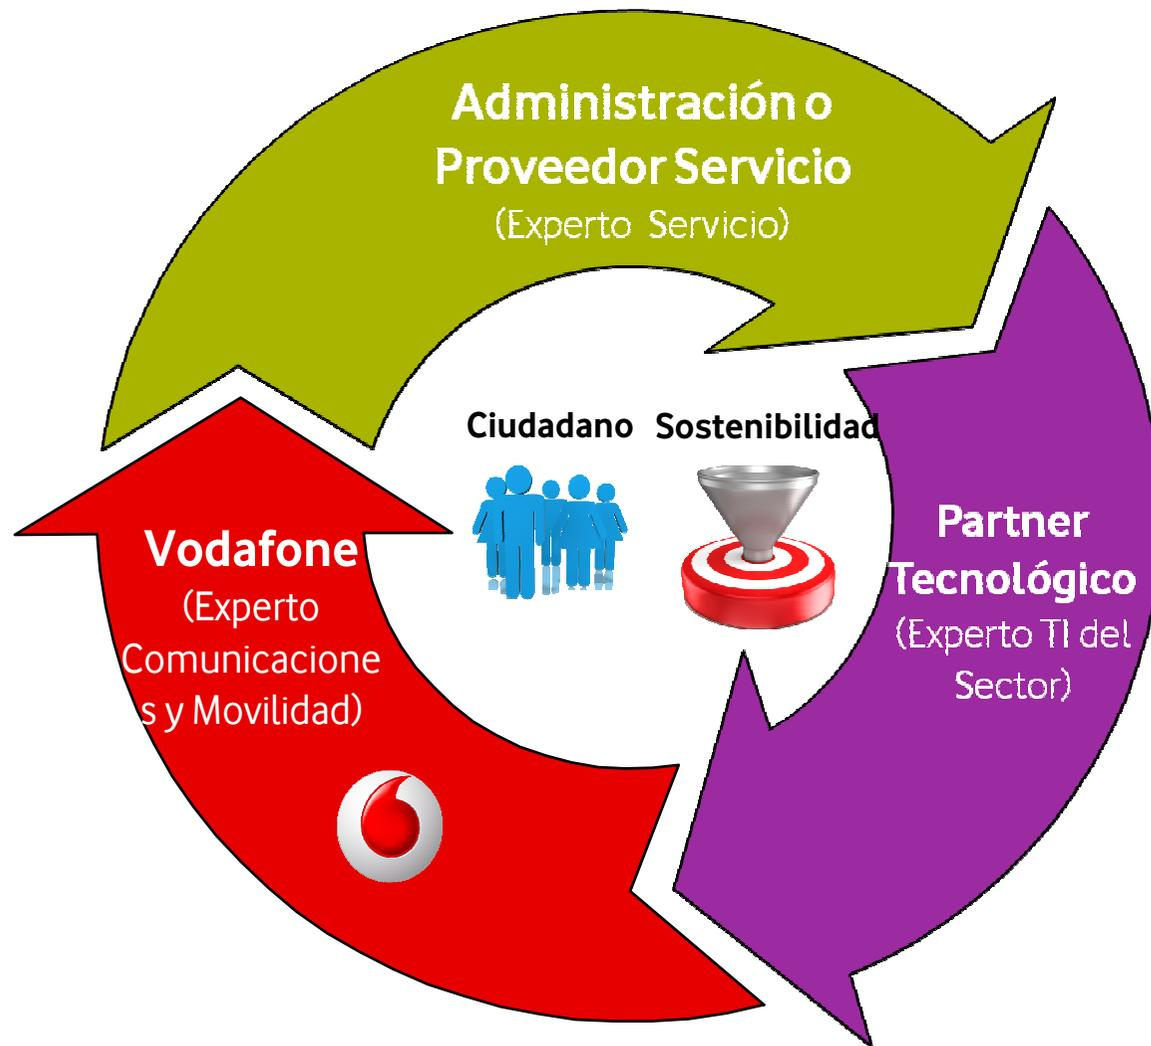 Administración o
Proveedor Servicio
(Experto Servicio)
Ciudadano Sostenibilidad
Partner
Tecnológico
(Experto TI del
Sector)
Vodafone
(Experto
Comunicacione
s y Movilidad)